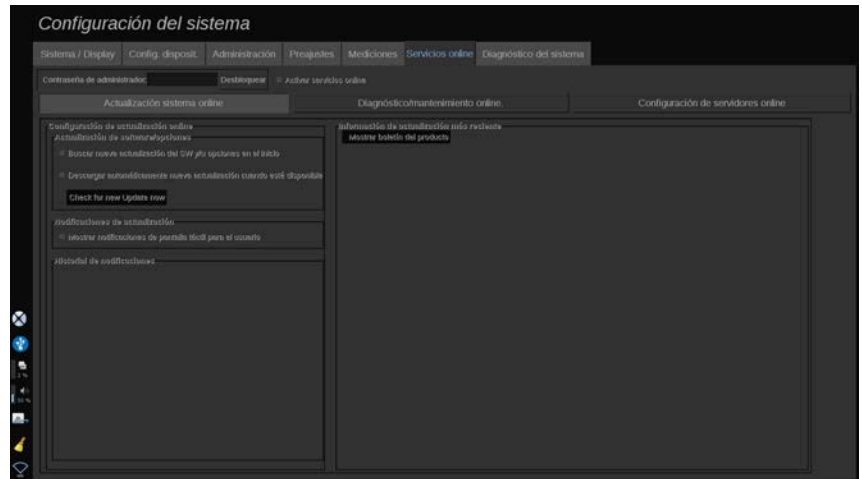 Configuración del sistema
Sistema / Display Config. disposit. Administración Preajustes Mediciones Servicios online Diagnóstico del sistema
Contraseña de administrador: Desbloquear Activar servicios online
Actualización sistema online Diagnóstico/mantenimiento online. Configuración de servidores online
Configuración de actualización online Información de actualización más reciente
Actualización de software/opciones Mostrar boletín del producto
Buscar nueva actualización del SW y/o opciones en el inicio
Descargar automáticamente nueva actualización cuando esté disponible
Check for new Update now
Notificaciones de actualización
Mostrar notificaciones de pantalla táctil para el usuario
Historial de notificaciones